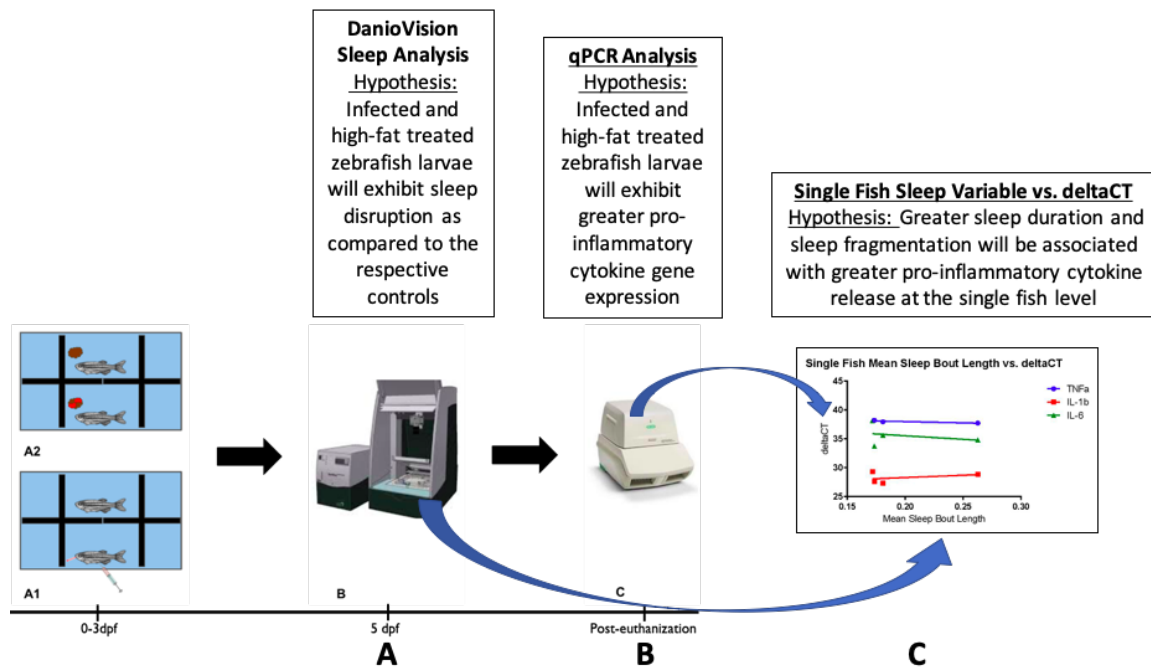 DanioVision
Sleep Analysis
Hypothesis:
Infected and
high-fat treated
zebrafish larvae
will exhibit sleep
disruption as
compared to the
respective
controls
qPCR Analysis
Hypothesis:
Infected and
high-fat treated
zebrafish larvae
will exhibit
greater pro-
inflammatory
cytokine gene
expression
Single Fish Sleep Variable vs. deltaCT
Hypothesis: Greater sleep duration and
sleep fragmentation will be associated
with greater pro-inflammatory cytokine
release at the single fish level
A2
A1
B
C
Single Fish Mean Sleep Bout Length vs. deltaCT
TNFa
IL-1b
IL-6
deltaCT
45
40
35
30
25
0.15
0.20
0.25
0.30
Mean Sleep Bout Length
0-3dpf
5 dpf
Post-euthanization
A
B
C